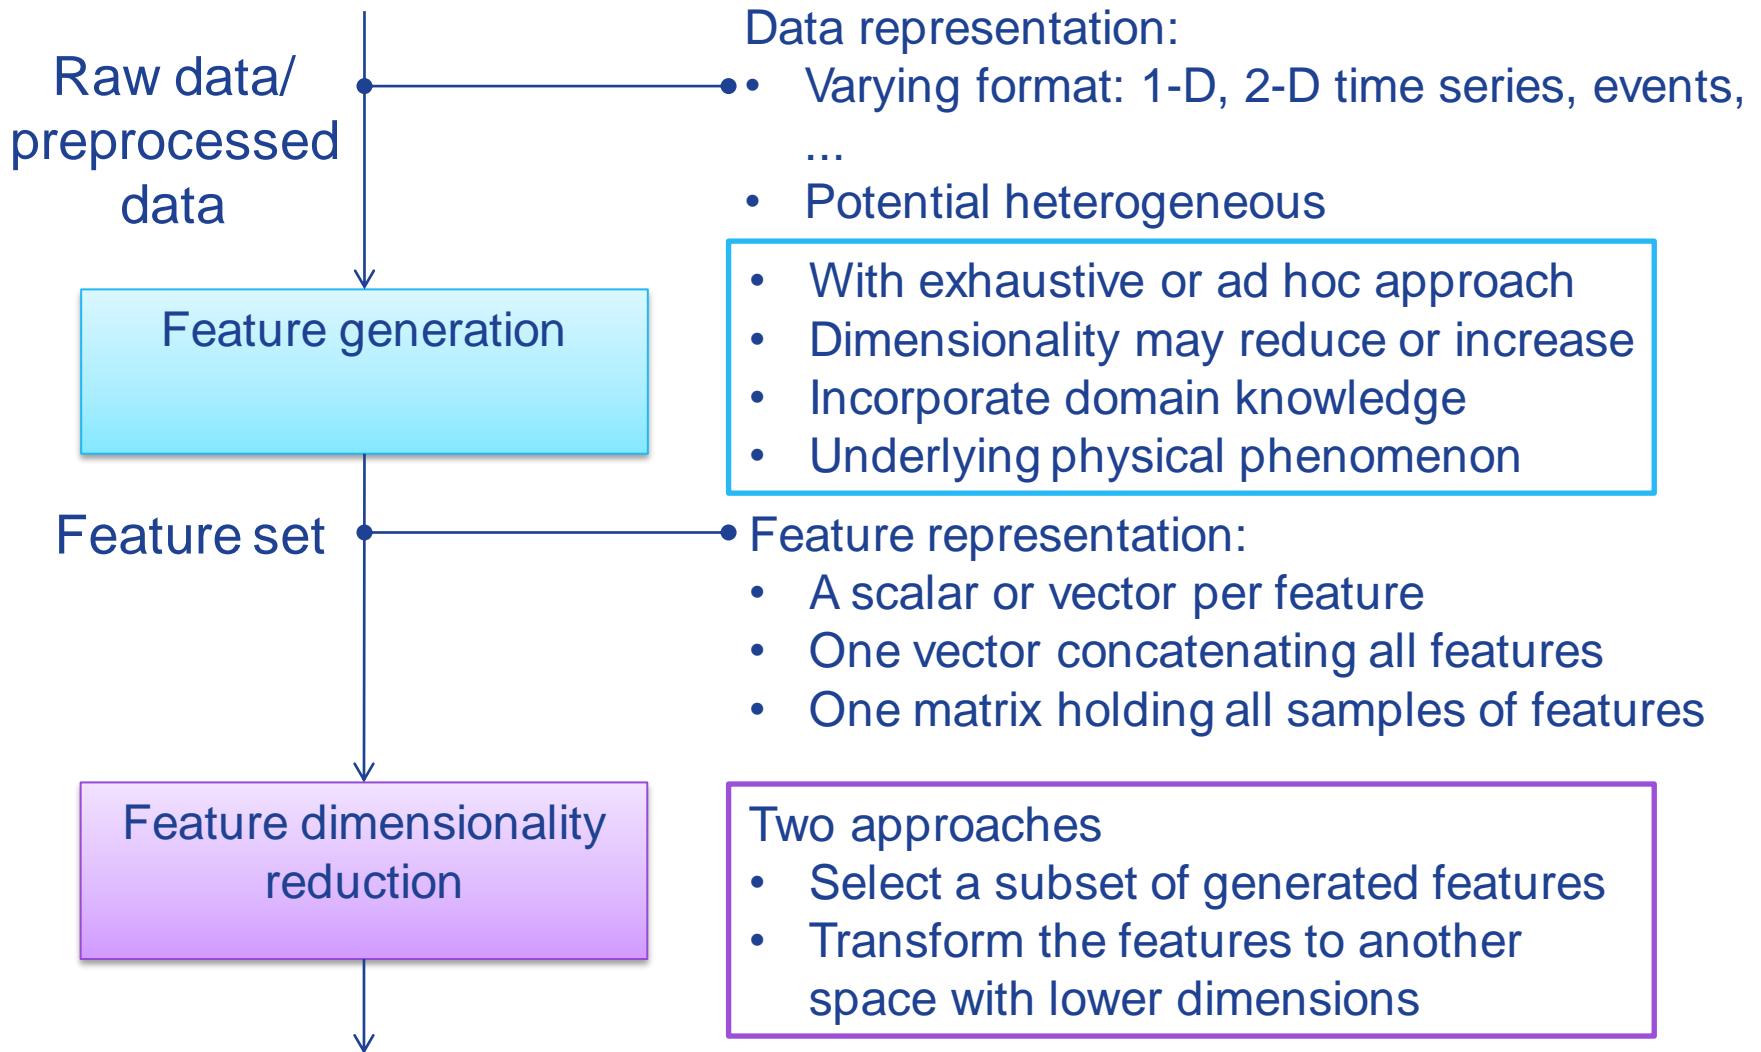 Raw data/
preprocessed
data
Data representation:
• Varying format: 1-D, 2-D time series, events,
...
• Potential heterogeneous
Feature generation
• With exhaustive or ad hoc approach
• Dimensionality may reduce or increase
• Incorporate domain knowledge
• Underlying physical phenomenon
Feature set
Feature representation:
• A scalar or vector per feature
• One vector concatenating all features
• One matrix holding all samples of features
Feature dimensionality
reduction
Two approaches
• Select a subset of generated features
• Transform the features to another
space with lower dimensions